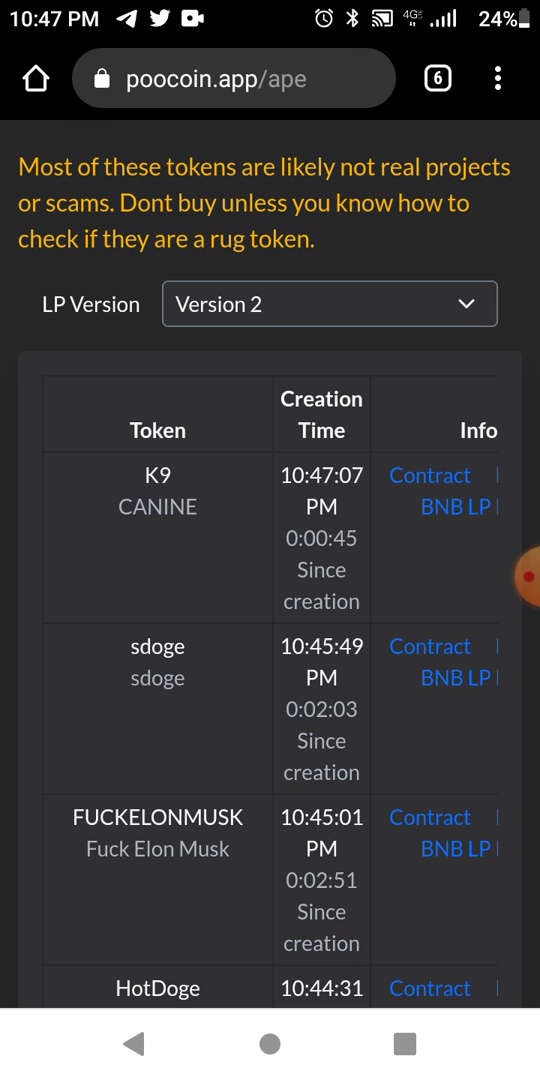 10:47 PM 4GE 24%
poocoin.app/ape 6
Most of these tokens are likely not real projects
or scams. Dont buy unless you know how to
check if they are a rug token.
LP Version Version 2
Token Creation Time Info
K9
CANINE
10:47:07
PM
0:00:45
Since
creation
Contract
BNB LP
sdoge
sdoge
10:45:49
PM
0:02:03
Since
creation
Contract
BNB LP
FUCKELONMUSK
Fuck Elon Musk
10:45:01
PM
0:02:51
Since
creation
Contract
BNB LP
HotDoge
10:44:31
Contract